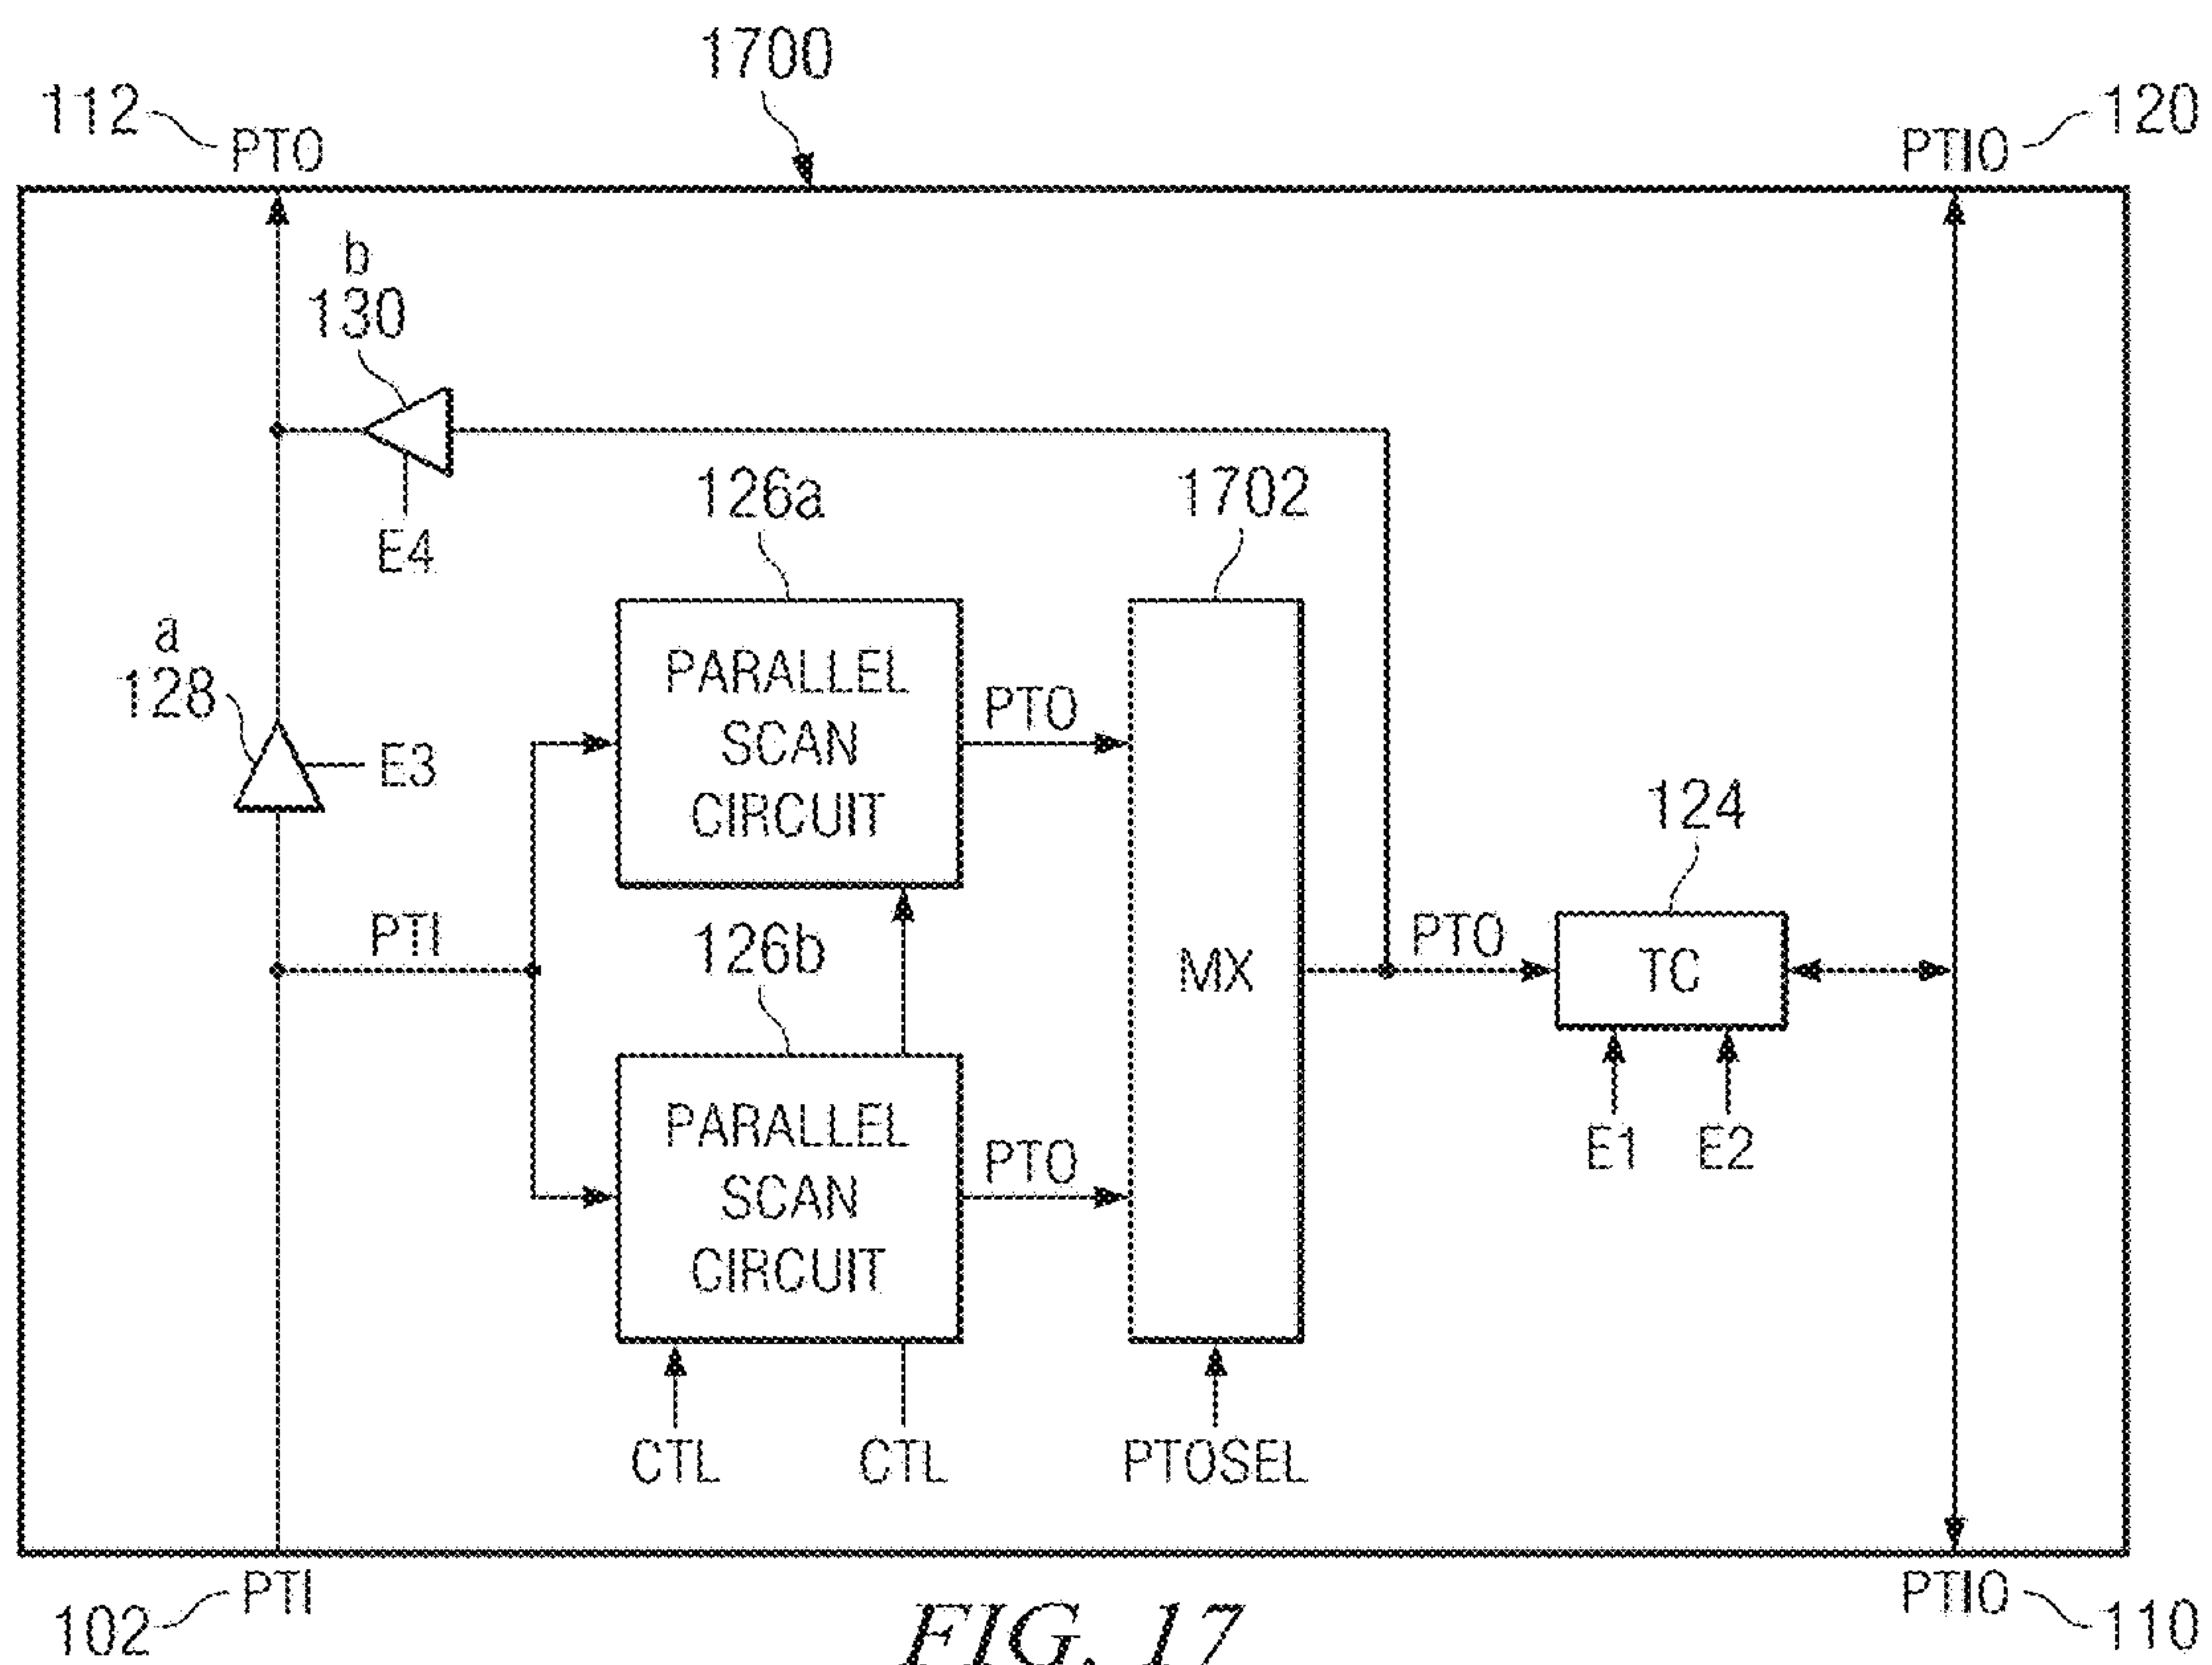 1700
112 PTO
PTIO 120
b
130
E4
126a
1702
a
128
E3
PARALLEL
SCAN
CIRCUIT
PTO
124
PTI
126b
MX
PTO
TC
PARALLEL
SCAN
CIRCUIT
PTO
E1 E2
CTL CTL PTOSEL
102 PTI
PTIO 110
FIG. 17